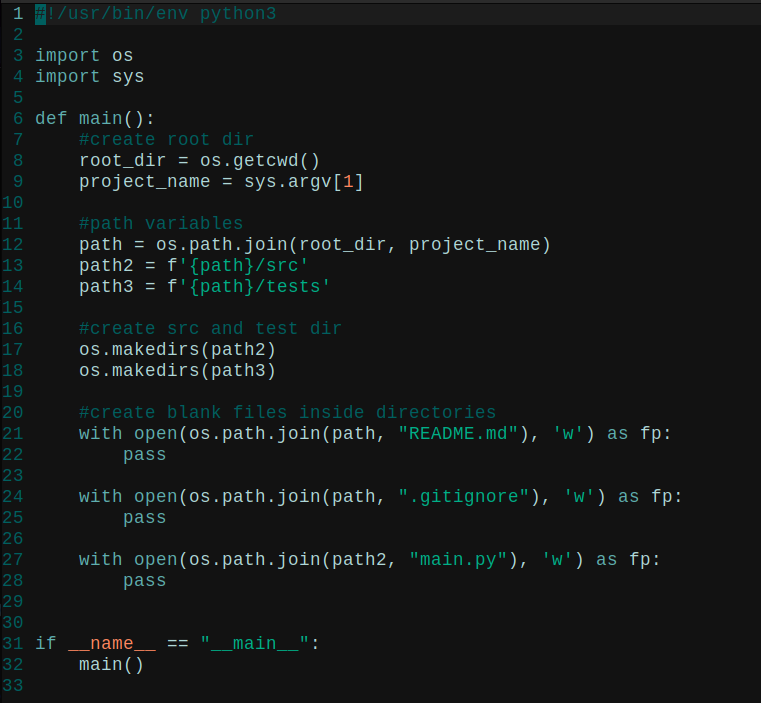 1 #!/usr/bin/env python3
2
3 import os
4 import sys
5
6 def main():
7     #create root dir
8     root_dir = os.getcwd()
9     project_name = sys.argv[1]
10
11     #path variables
12     path = os.path.join(root_dir, project_name)
13     path2 = f'{path}/src'
14     path3 = f'{path}/tests'
15
16     #create src and test dir
17     os.makedirs(path2)
18     os.makedirs(path3)
19
20     #create blank files inside directories
21     with open(os.path.join(path, "README.md"), 'w') as fp:
22         pass
23
24     with open(os.path.join(path, ".gitignore"), 'w') as fp:
25         pass
26
27     with open(os.path.join(path2, "main.py"), 'w') as fp:
28         pass
29
30
31 if __name__ == "__main__":
32     main()
33